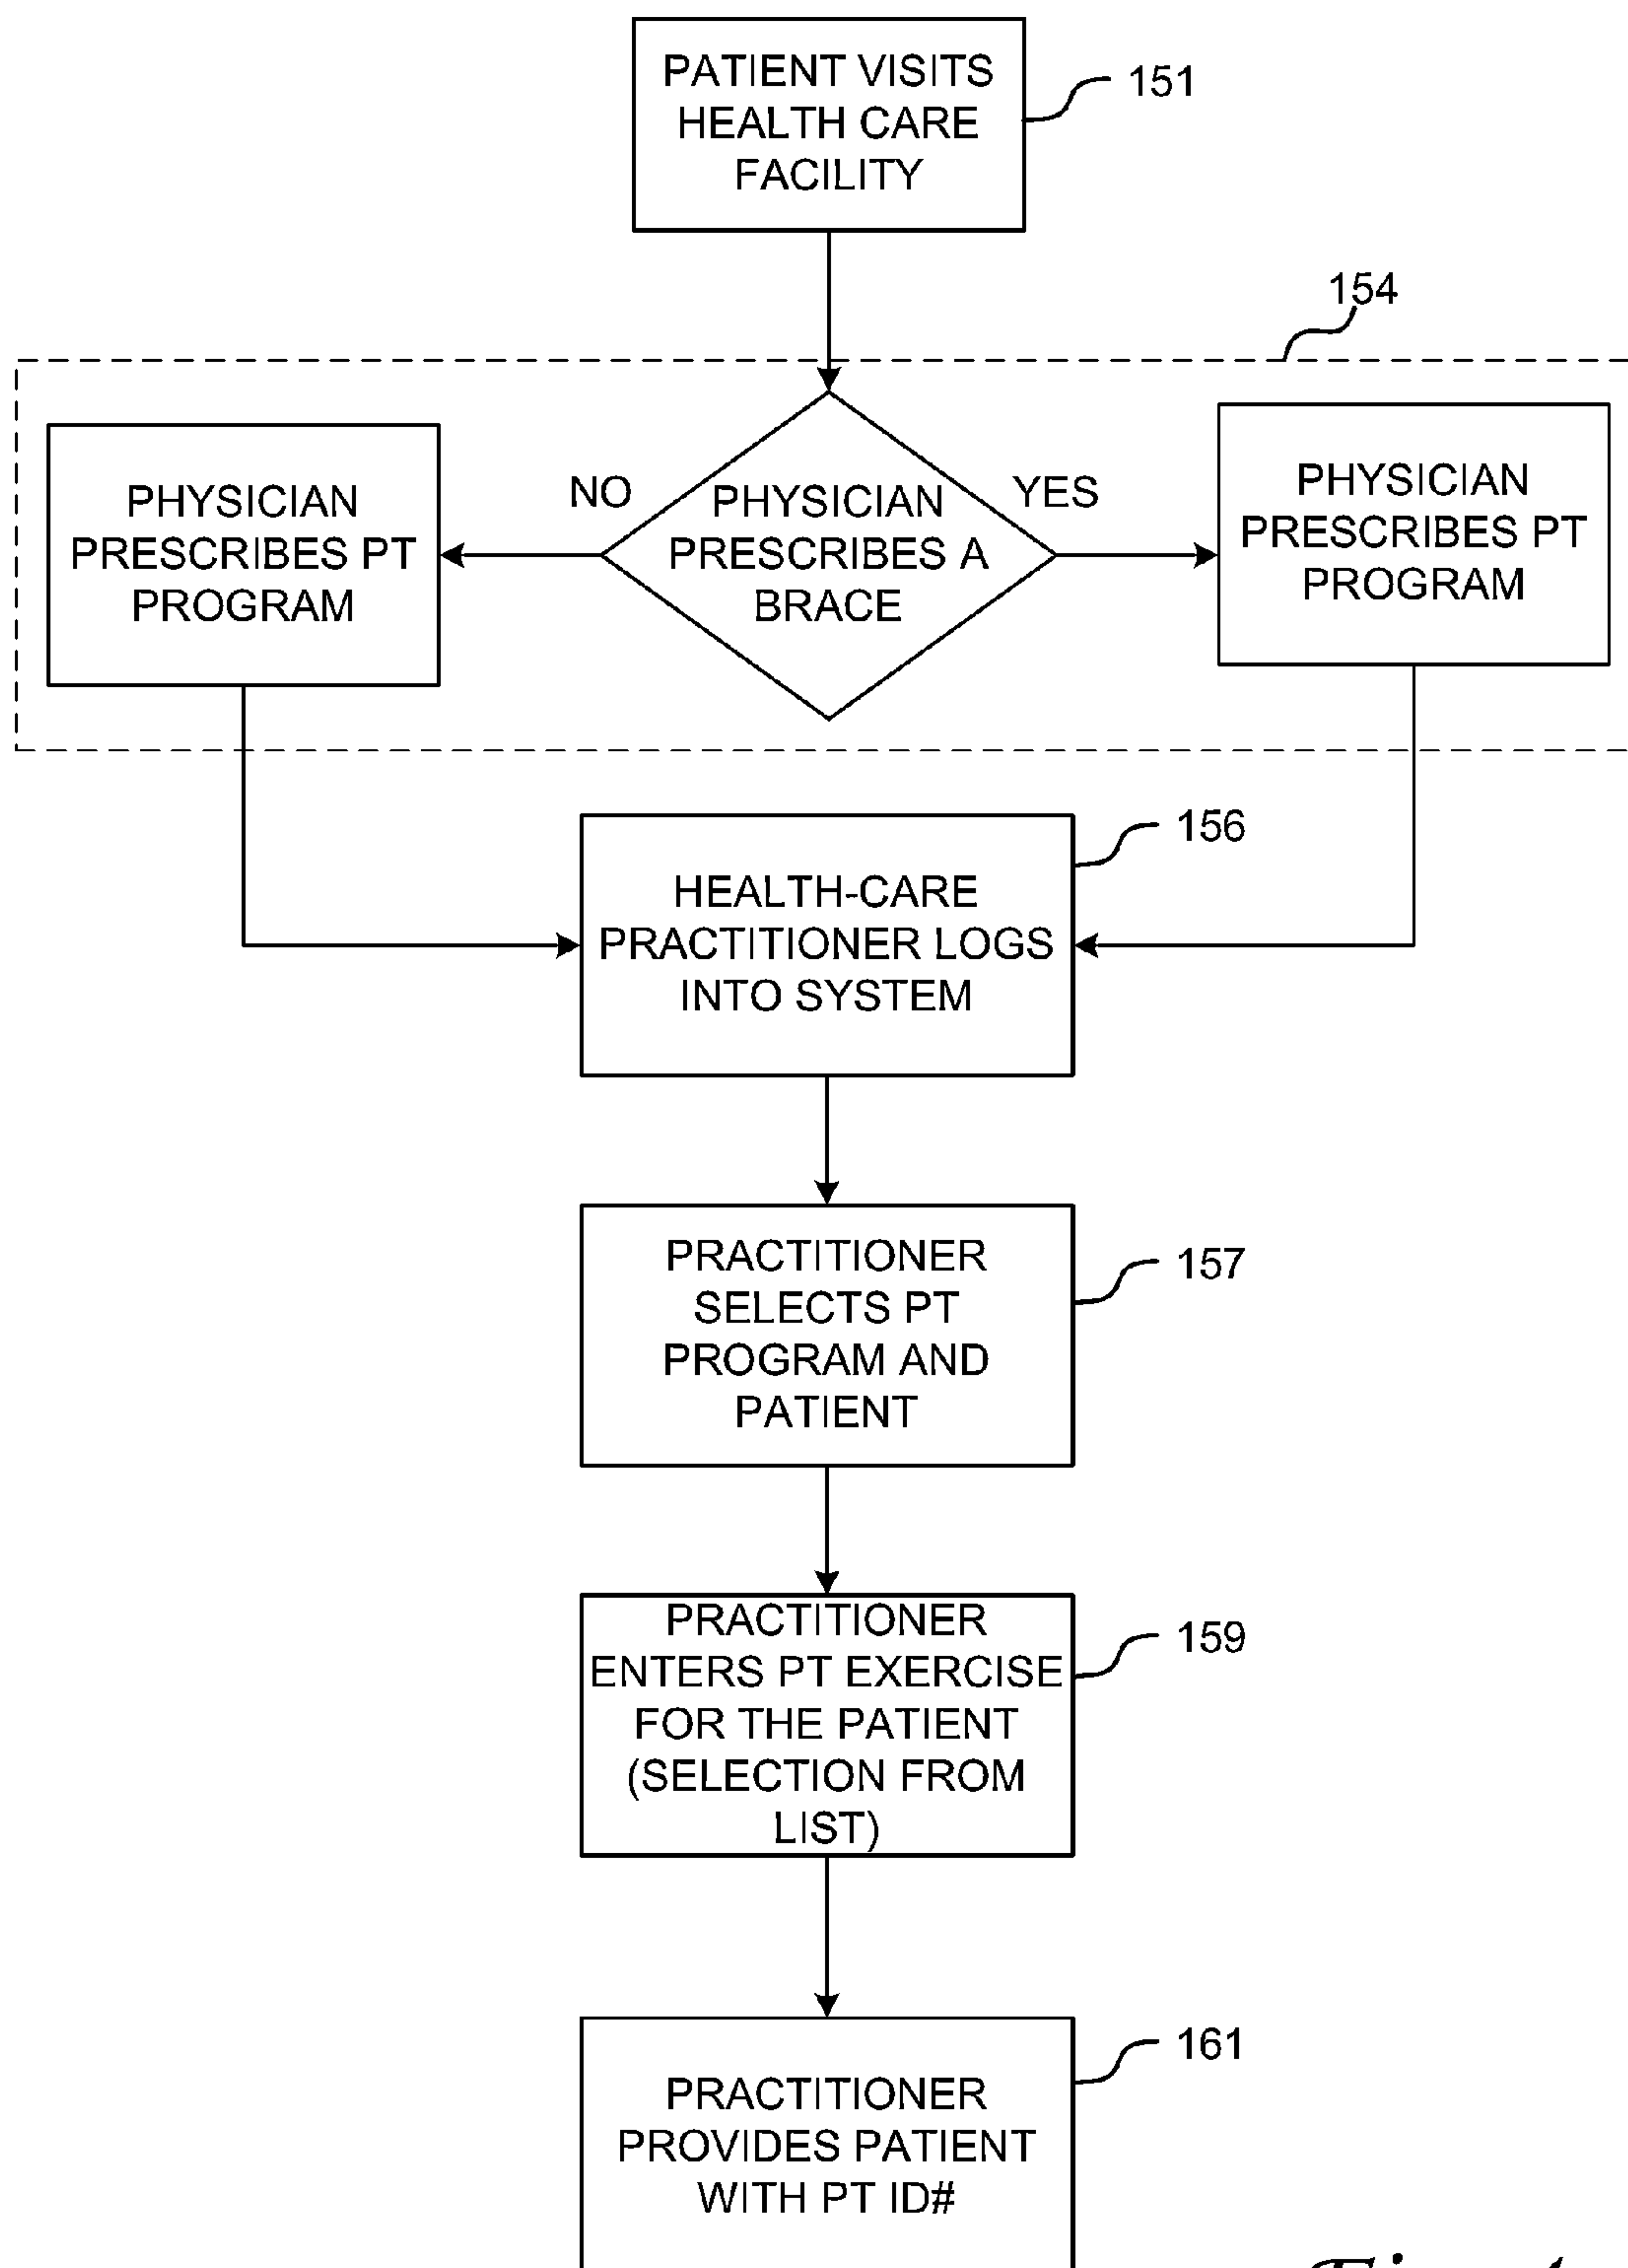 PATIENT VISITS
HEALTH CARE
FACILITY
151
154
PHYSICIAN
PRESCRIBES PT
PROGRAM
NO
PHYSICIAN
PRESCRIBES A
BRACE
YES
PHYSICIAN
PRESCRIBES PT
PROGRAM
156
HEALTH-CARE
PRACTITIONER LOGS
INTO SYSTEM
157
PRACTITIONER
SELECTS PT
PROGRAM AND
PATIENT
159
PRACTITIONER
ENTERS PT EXERCISE
FOR THE PATIENT
(SELECTION FROM
LIST)
161
PRACTITIONER
PROVIDES PATIENT
WITH PT ID#